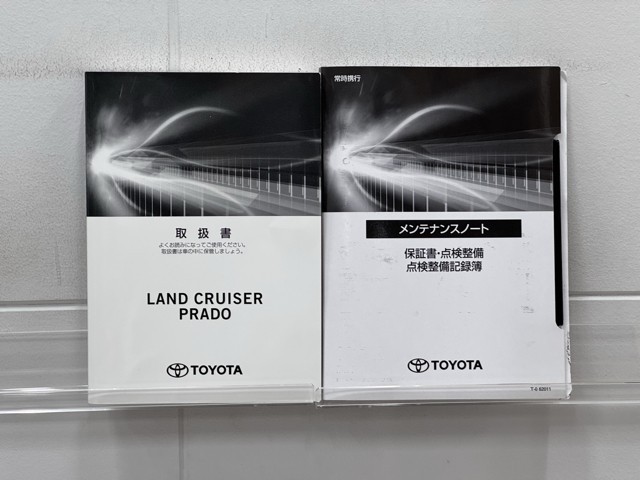 取扱書
よくお読みになってご使用ください。
取扱書は車の中に保管しましょう。
LAND CRUISER
PRADO
TOYOTA
常時携行
メンテナンスノート
保証書・点検整備
点検整備記録簿
TOYOTA